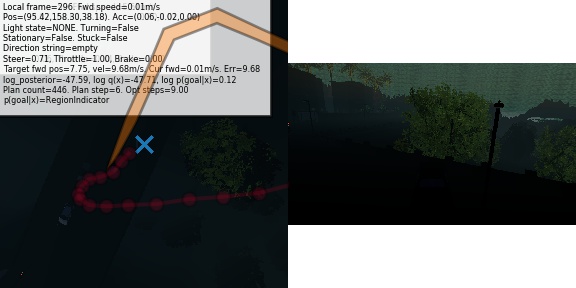 Local frame=296. Fwd speed=0.01m/s
Pos=(95.42,158.30,38.18). Acc=(0.06,-0.02,0.00)
Light state=NONE. Turning=False
Stationary=False. Stuck=False
Direction string=empty
Steer=0.71, Throttle=1.00, Brake=0.00
Target fwd pos=7.75, vel=9.68m/s, Cur fwd=0.01m/s. Err=9.68
log_posterior=-47.59, log q(x)=-47.71, log p(goal|x)=0.12
Plan count=446. Plan step=6. Opt steps=9.00
p(goal|x)=RegionIndicator